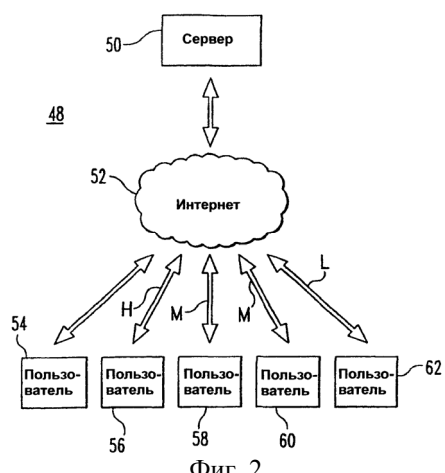 50
Сервер
48
52
Интернет
H
M
M
L
54
Пользо-
ватель
Пользо-
ватель
Пользо-
ватель
Пользо-
ватель
Пользо-
ватель
62
56
58
60
Фиг. 2